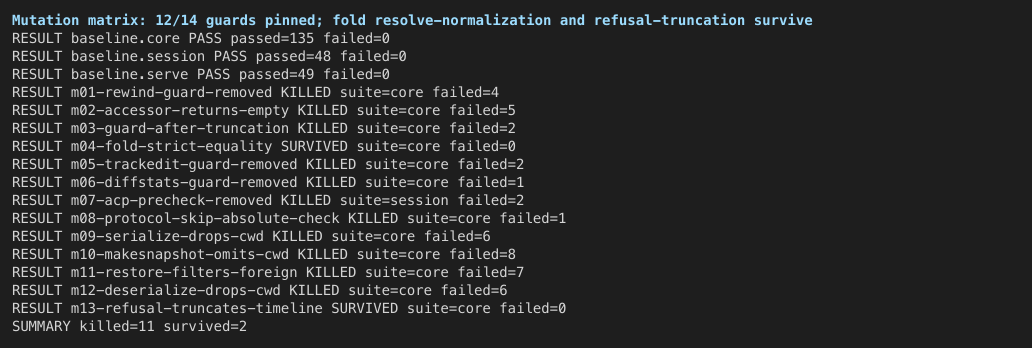 Mutation matrix: 12/14 guards pinned; fold resolve-normalization and refusal-truncation survive
RESULT baseline.core PASS passed=135 failed=0
RESULT baseline.session PASS passed=48 failed=0
RESULT baseline.serve PASS passed=49 failed=0
RESULT m01-rewind-guard-removed KILLED suite=core failed=4
RESULT m02-accessor-returns-empty KILLED suite=core failed=5
RESULT m03-guard-after-truncation KILLED suite=core failed=2
RESULT m04-fold-strict-equality SURVIVED suite=core failed=0
RESULT m05-trackedit-guard-removed KILLED suite=core failed=2
RESULT m06-diffstats-guard-removed KILLED suite=core failed=1
RESULT m07-acp-precheck-removed KILLED suite=session failed=2
RESULT m08-protocol-skip-absolute-check KILLED suite=core failed=1
RESULT m09-serialize-drops-cwd KILLED suite=core failed=6
RESULT m10-makesnapshot-omits-cwd KILLED suite=core failed=8
RESULT m11-restore-filters-foreign KILLED suite=core failed=7
RESULT m12-deserialize-drops-cwd KILLED suite=core failed=6
RESULT m13-refusal-truncates-timeline SURVIVED suite=core failed=0
SUMMARY killed=11 survived=2